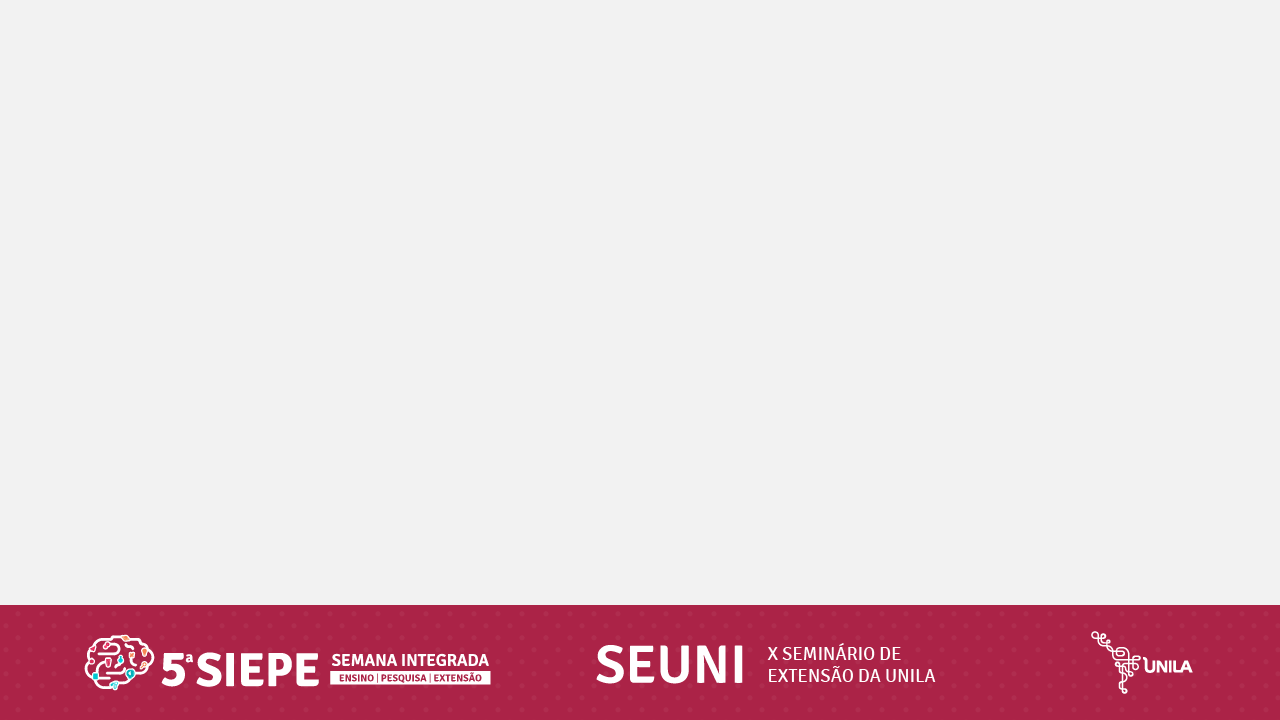 5ª SIEPE
SEMANA INTEGRADA
ENSINO | PESQUISA | EXTENSÃO
SEUNI
X SEMINÁRIO DE
EXTENSÃO DA UNILA
UNILA